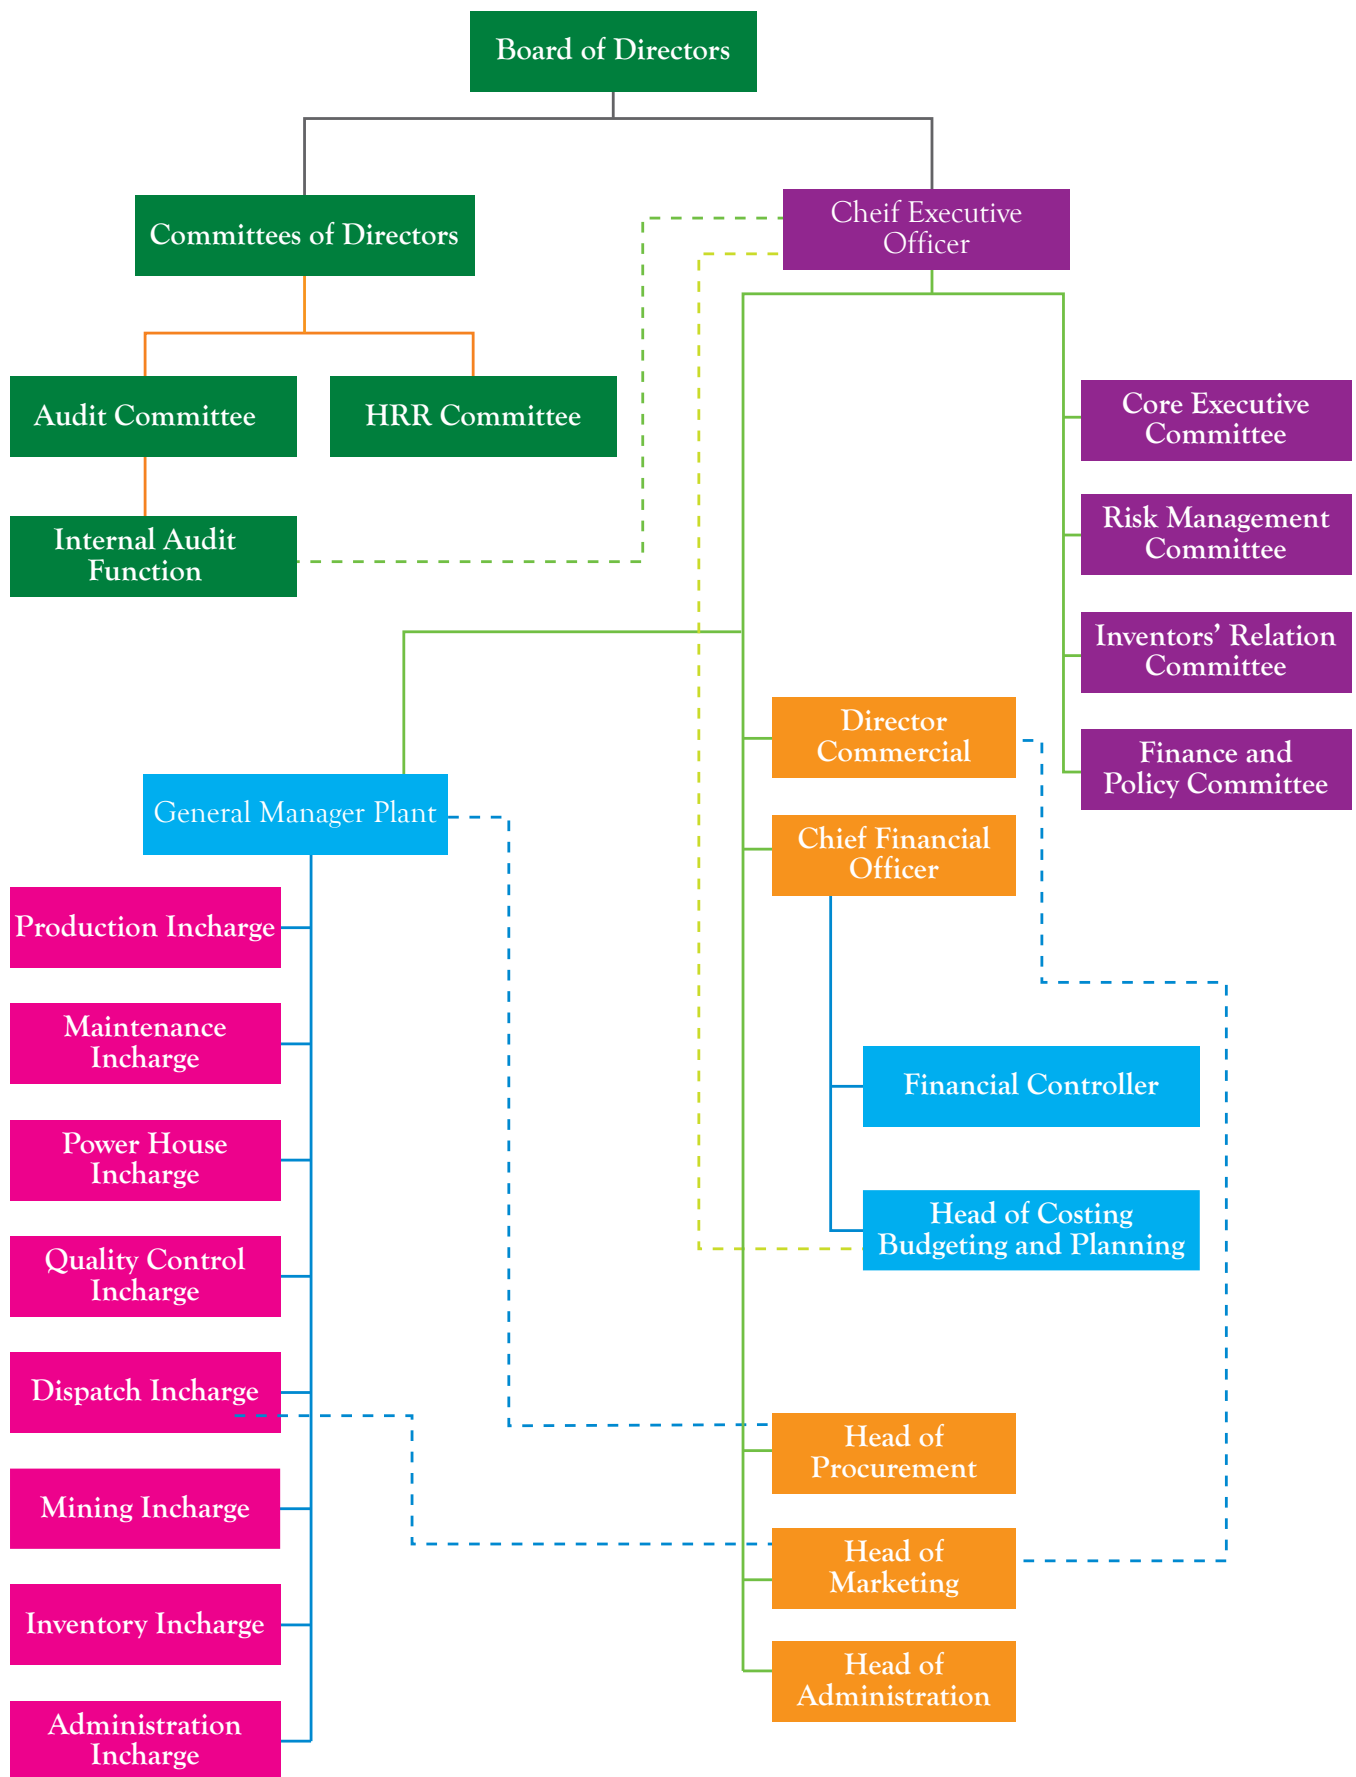 Board of Directors
Committees of Directors
Cheif Executive
Officer
Audit Committee
HRR Committee
Internal Audit
Function
Core Executive
Committee
Risk Management
Committee
Inventors’ Relation
Committee
Finance and
Policy Committee
Director
Commercial
Chief Financial
Officer
Financial Controller
Head of Costing
Budgeting and Planning
Head of
Procurement
Head of
Marketing
Head of
Administration
General Manager Plant
Production Incharge
Maintenance
Incharge
Power House
Incharge
Quality Control
Incharge
Dispatch Incharge
Mining Incharge
Inventory Incharge
Administration
Incharge